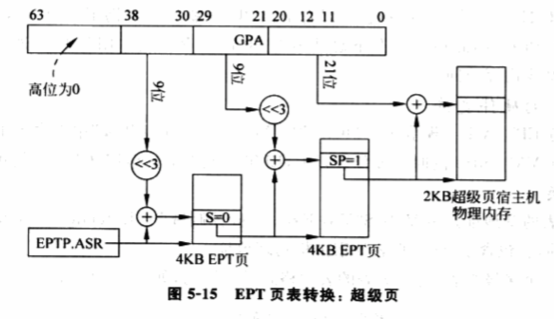 63 38 30 29 21 20 12 11 0
GPA
高位为0
9位
9位
21位
<<3
<<3
+
+
+
SP=1
S=0
2KB超级页宿主机
物理内存
EPTP.ASR
4KB EPT页
4KB EPT页
图 5-15 EPT 页表转换：超级页